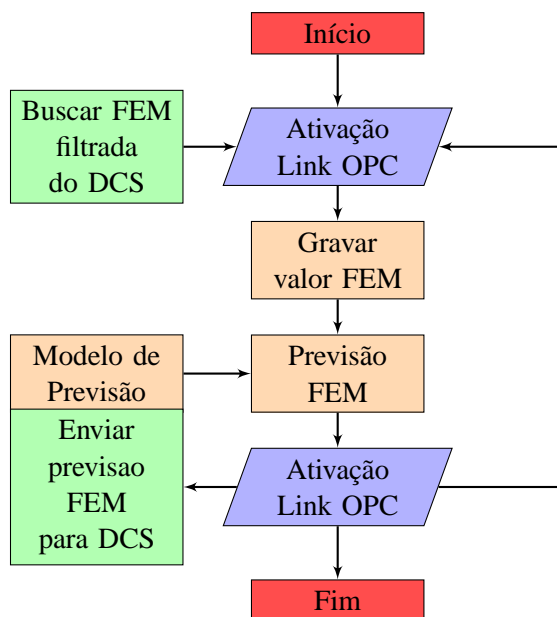 Início
Buscar FEM
filtrada
do DCS
Ativação
Link OPC
Gravar
valor FEM
Modelo de
Previsão
Previsão
FEM
Enviar
previsao
FEM
para DCS
Ativação
Link OPC
Fim